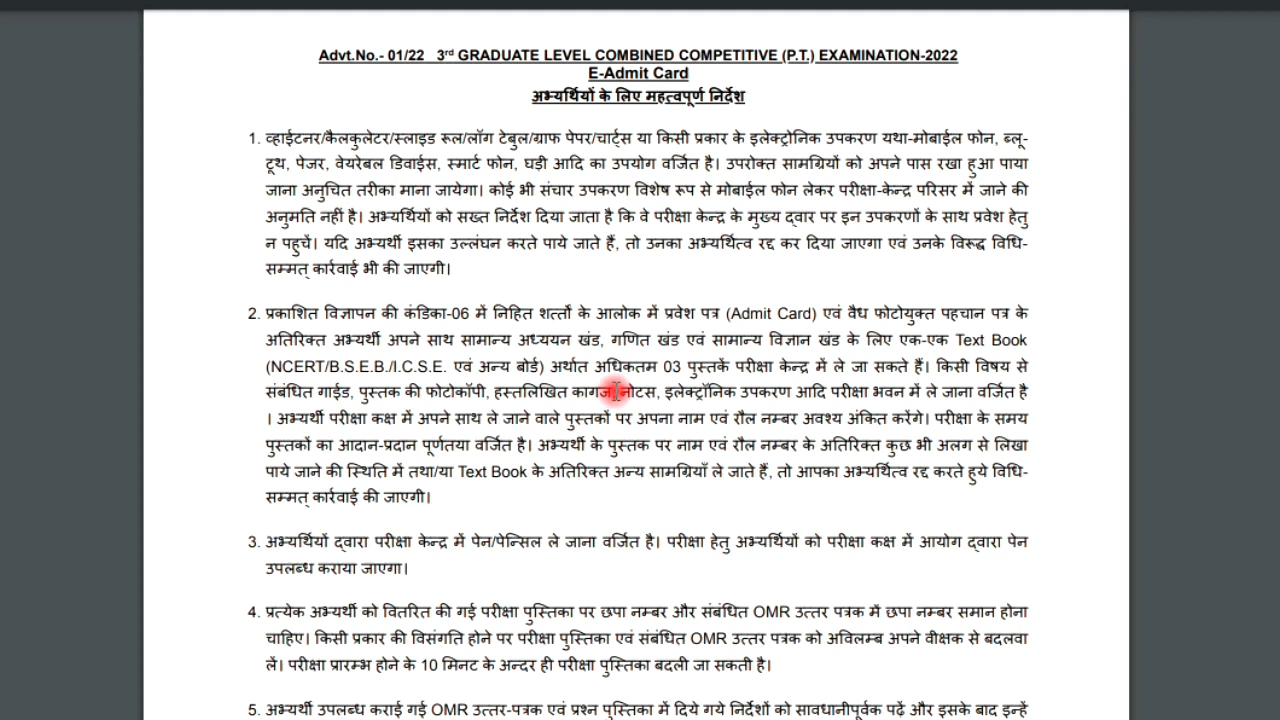 Advt.No.- 01/22 3rd GRADUATE LEVEL COMBINED COMPETITIVE (P.T.) EXAMINATION-2022
E-Admit Card
अभ्यर्थियों के लिए महत्वपूर्ण निर्देश
1. व्हाईटनर/कैलकुलेटर/स्लाइड रूल/लॉग टेबुल/ग्राफ पेपर/चार्ट्स या किसी प्रकार के इलेक्ट्रोनिक उपकरण यथा-मोबाईल फोन, ब्लू-
टूथ, पेजर, वेयरेबल डिवाईस, स्मार्ट फोन, घड़ी आदि का उपयोग वर्जित है। उपरोक्त सामग्रियों को अपने पास रखा हुआ पाया
जाना अनुचित तरीका माना जायेगा। कोई भी संचार उपकरण विशेष रूप से मोबाईल फोन लेकर परीक्षा-केन्द्र परिसर में जाने की
अनुमति नहीं है। अभ्यर्थियों को सख्त निर्देश दिया जाता है कि वे परीक्षा केन्द्र के मुख्य द्वार पर इन उपकरणों के साथ प्रवेश हेतु
न पहुचें। यदि अभ्यर्थी इसका उल्लंघन करते पाये जाते हैं, तो उनका अभ्यर्थित्व रद्द कर दिया जाएगा एवं उनके विरूद्ध विधि-
सम्मत् कार्रवाई भी की जाएगी।
2. प्रकाशित विज्ञापन की कंडिका-06 में निहित शर्त्तों के आलोक में प्रवेश पत्र (Admit Card) एवं वैध फोटोयुक्त पहचान पत्र के
अतिरिक्त अभ्यर्थी अपने साथ सामान्य अध्ययन खंड, गणित खंड एवं सामान्य विज्ञान खंड के लिए एक-एक Text Book
(NCERT/B.S.E.B./I.C.S.E. एवं अन्य बोर्ड) अर्थात अधिकतम 03 पुस्तकें परीक्षा केन्द्र में ले जा सकते हैं। किसी विषय से
संबंधित गाईड, पुस्तक की फोटोकॉपी, हस्तलिखित कागज/नोटस, इलेक्ट्रॉनिक उपकरण आदि परीक्षा भवन में ले जाना वर्जित है
। अभ्यर्थी परीक्षा कक्ष में अपने साथ ले जाने वाले पुस्तकों पर अपना नाम एवं रौल नम्बर अवश्य अंकित करेंगे। परीक्षा के समय
पुस्तकों का आदान-प्रदान पूर्णतया वर्जित है। अभ्यर्थी के पुस्तक पर नाम एवं रौल नम्बर के अतिरिक्त कुछ भी अलग से लिखा
पाये जाने की स्थिति में तथा/या Text Book के अतिरिक्त अन्य सामग्रियाँ ले जाते हैं, तो आपका अभ्यर्थित्व रद्द करते हुये विधि-
सम्मत् कार्रवाई की जाएगी।
3. अभ्यर्थियों द्वारा परीक्षा केन्द्र में पेन/पेन्सिल ले जाना वर्जित है। परीक्षा हेतु अभ्यर्थियों को परीक्षा कक्ष में आयोग द्वारा पेन
उपलब्ध कराया जाएगा।
4. प्रत्येक अभ्यर्थी को वितरित की गई परीक्षा पुस्तिका पर छपा नम्बर और संबंधित OMR उत्तर पत्रक में छपा नम्बर समान होना
चाहिए। किसी प्रकार की विसंगति होने पर परीक्षा पुस्तिका एवं संबंधित OMR उत्तर पत्रक को अविलम्ब अपने वीक्षक से बदलवा
लें। परीक्षा प्रारम्भ होने के 10 मिनट के अन्दर ही परीक्षा पुस्तिका बदली जा सकती है।
5. अभ्यर्थी उपलब्ध कराई गई OMR उत्तर-पत्रक एवं प्रश्न पुस्तिका में दिये गये निर्देशों को सावधानीपूर्वक पढ़ें और इसके बाद इन्हें